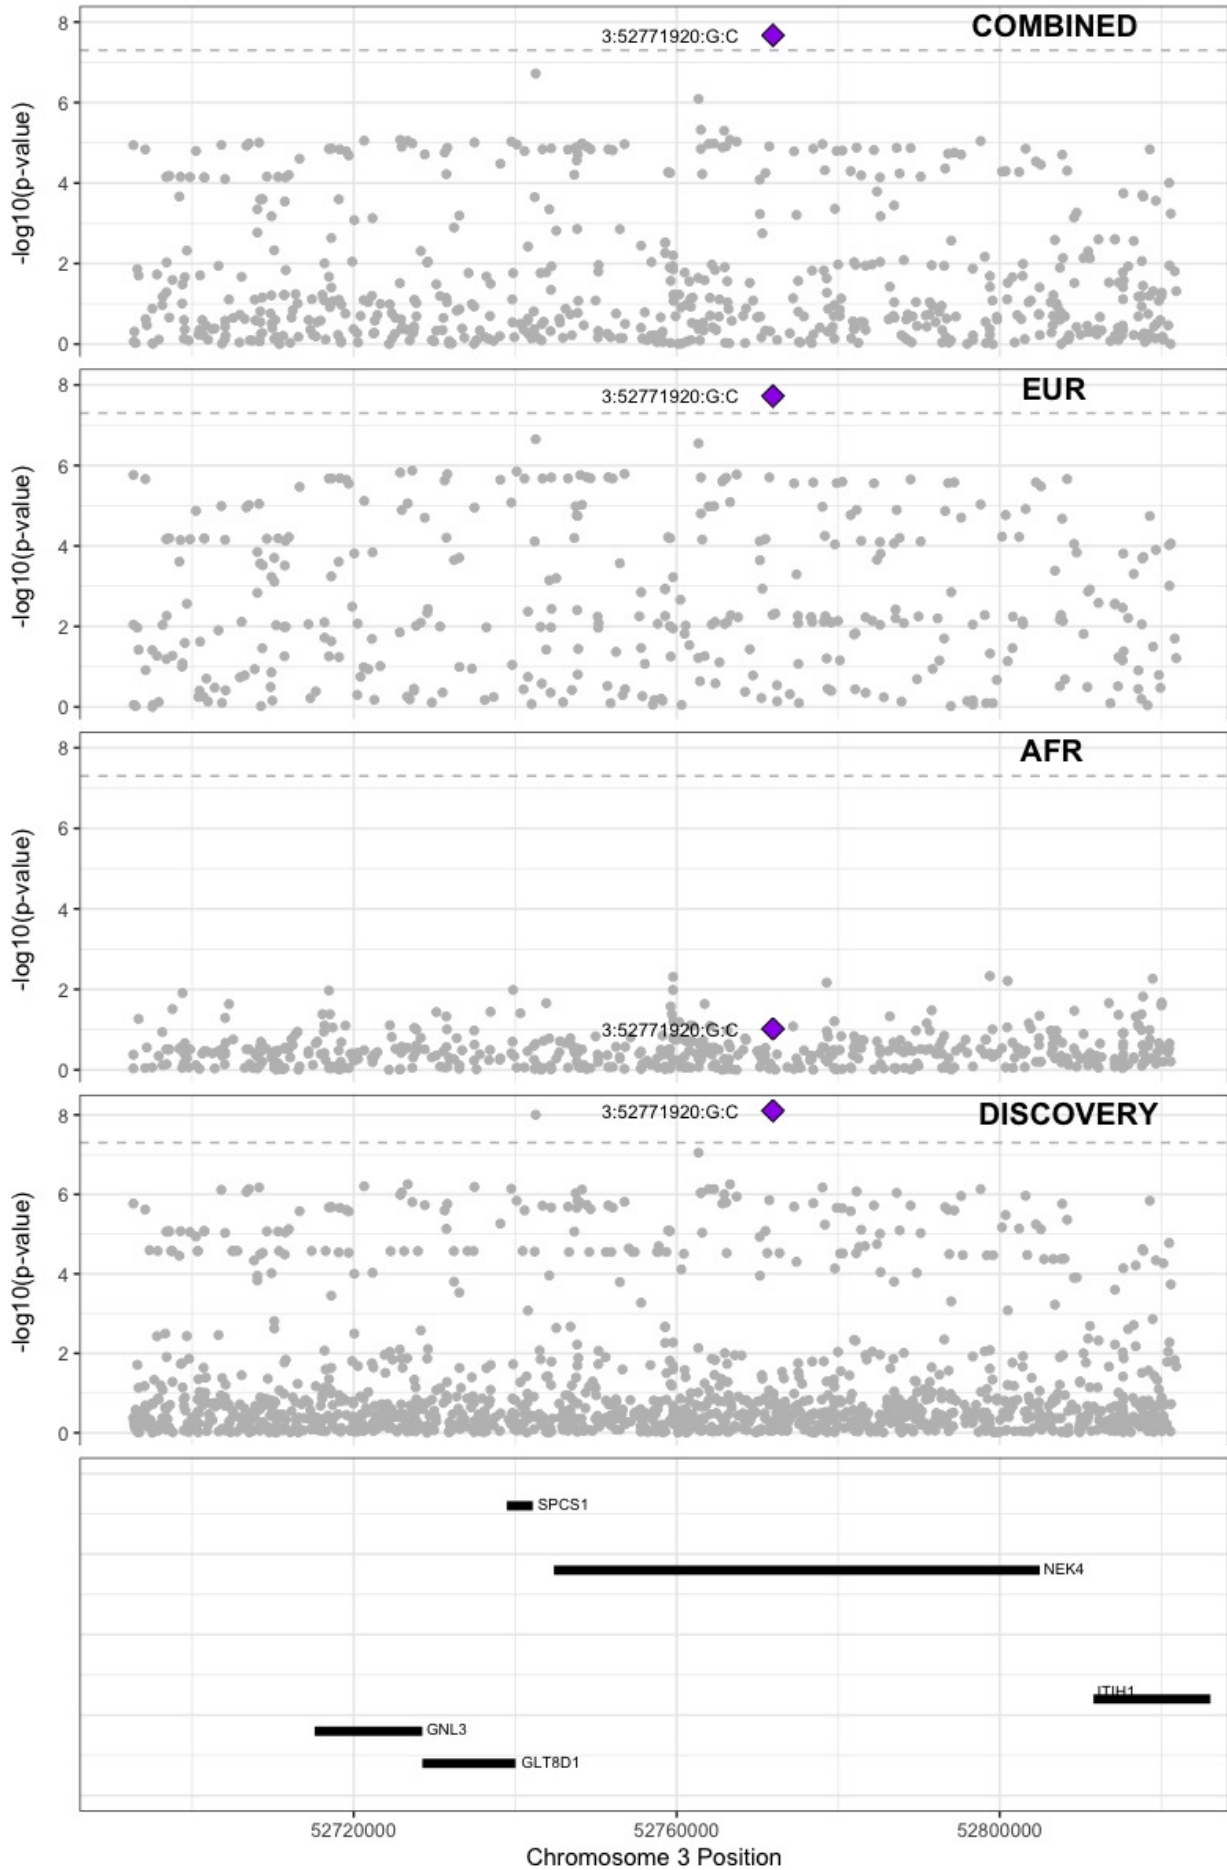 COMBINED
3:52771920:G:C
-log10(p-value)
8
6
4
2
0
EUR
3:52771920:G:C
-log10(p-value)
8
6
4
2
0
AFR
3:52771920:G:C
-log10(p-value)
8
6
4
2
0
DISCOVERY
3:52771920:G:C
-log10(p-value)
8
6
4
2
0
SPCS1
NEK4
ITIH1
GNL3
GLT8D1
52720000 52760000 52800000
Chromosome 3 Position